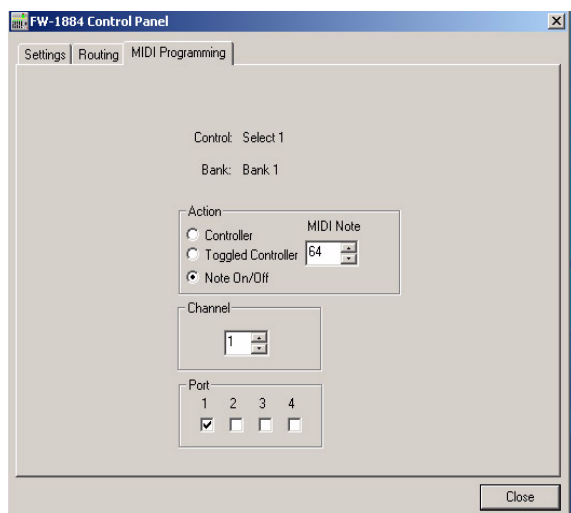 FW-1884 Control Panel
Settings Routing MIDI Programming
Control: Select 1
Bank: Bank 1
Action
MIDI Note
Controller
Toggled Controller 64
Note On/Off
Channel
1
Port
1 2 3 4
Close